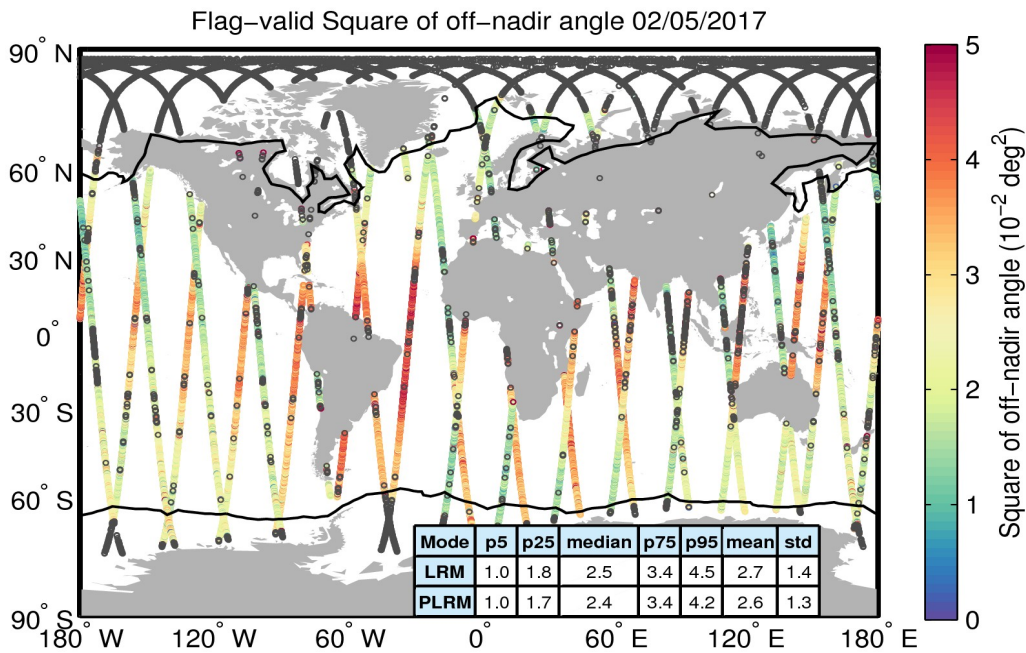 Flag−valid Square of off−nadir angle 02/05/2017
90° N
60° N
30° N
0°
30° S
60° S
90° S
180° W
120° W
60° W
0°
60° E
120° E
180° E
Mode p5 p25 median p75 p95 mean std
LRM 1.0 1.8 2.5 3.4 4.5 2.7 1.4
PLRM 1.0 1.7 2.4 3.4 4.2 2.6 1.3
5
4
3
2
1
0
Square of off−nadir angle (10⁻² deg²)